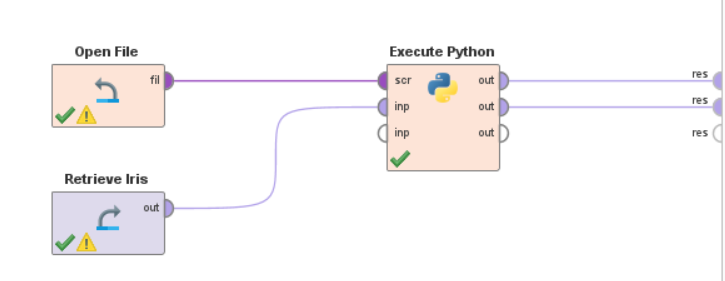 Open File
fil
Execute Python
scr
out
res
inp
out
res
inp
out
res
Retrieve Iris
out